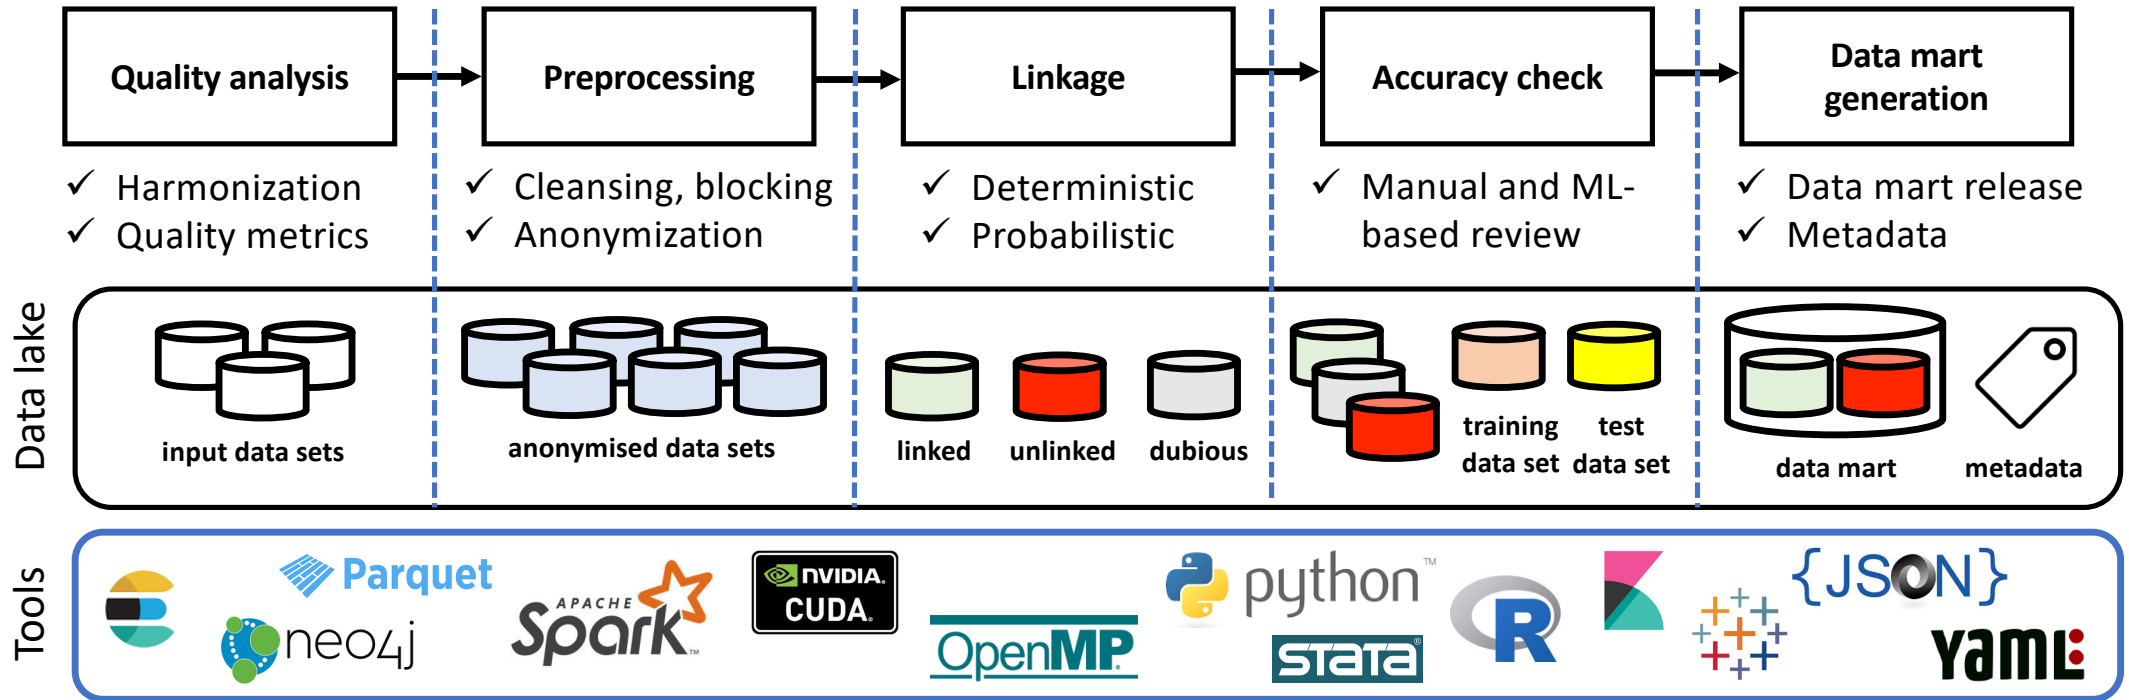 Quality analysis
Preprocessing
Linkage
Accuracy check
Data mart
generation
✓ Harmonization
✓ Quality metrics
✓ Cleansing, blocking
✓ Anonymization
✓ Deterministic
✓ Probabilistic
✓ Manual and ML-
based review
✓ Data mart release
✓ Metadata
Data lake
input data sets
anonymised data sets
linked
unlinked
dubious
training
data set
test
data set
data mart
metadata
Tools
Parquet
neo4j
APACHE
Spark™
NVIDIA.
CUDA.
OpenMP
python™
STATA®
R
{JSON}
YAML